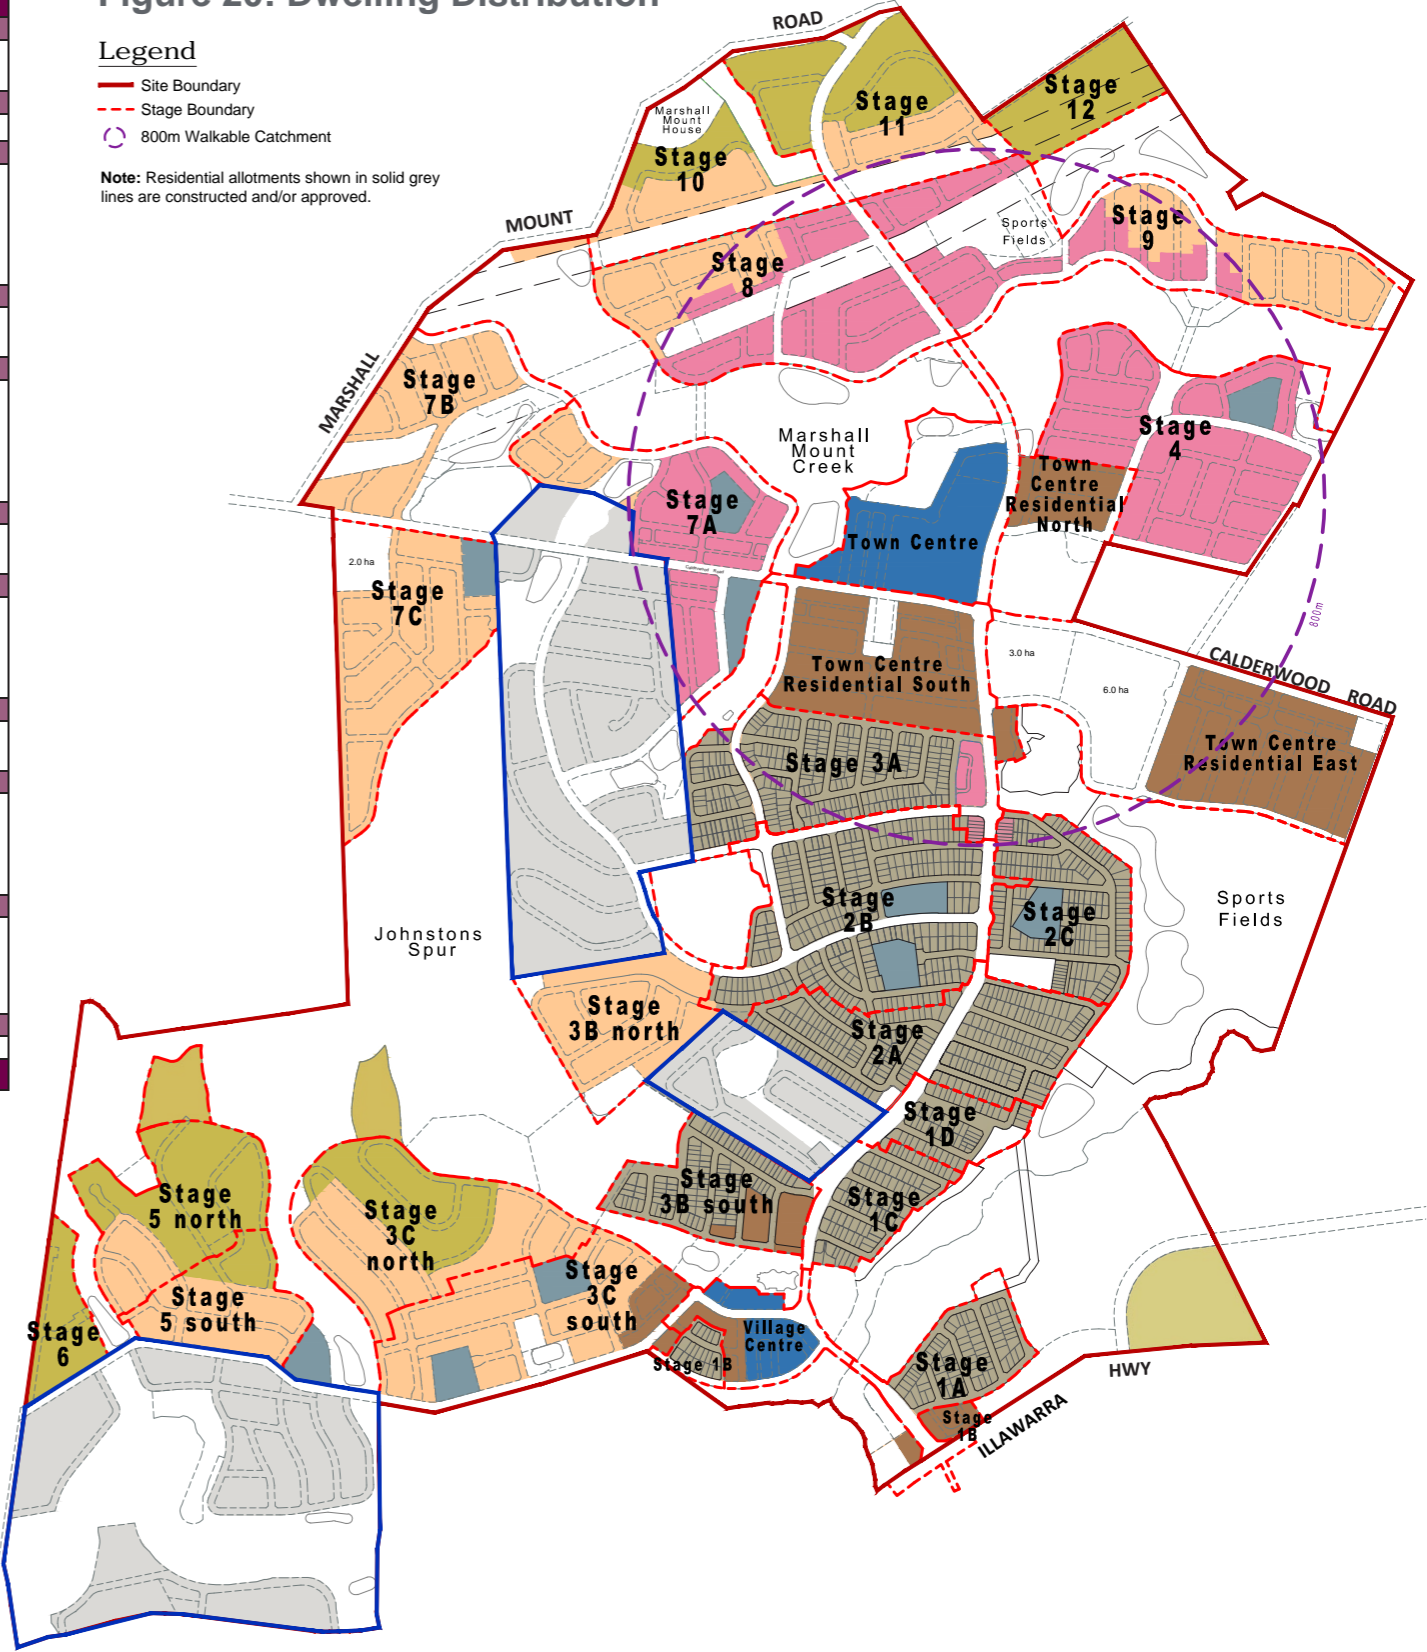 Figure 20: Dwelling Distribution
Legend
Site Boundary
Stage Boundary
800m Walkable Catchment
Note: Residential allotments shown in solid grey
lines are constructed and/or approved.
ROAD
MOUNT
MARSHALL
Marshall
Mount
House
Stage
10
Stage
11
Stage
12
Sports
Fields
Stage
9
Stage
8
Stage
7B
Marshall
Mount
Creek
Stage
4
Town
Centre
Residential
North
Stage
7A
Town Centre
Calderwood Road
2.0 ha
Stage
7C
800m
Town Centre
Residential South
3.0 ha
6.0 ha
CALDERWOOD ROAD
Town Centre
Residential East
Stage 3A
Stage
2B
Stage
2C
Sports
Fields
Johnstons
Spur
Stage
3B north
Stage
2A
Stage
1D
Stage
3B south
Stage
1C
Stage
5 north
Stage
3C
north
Stage
3C
south
Stage
5 south
Stage
6
Village
Centre
Stage 1B
Stage
1A
Stage
1B
ILLAWARRA
HWY